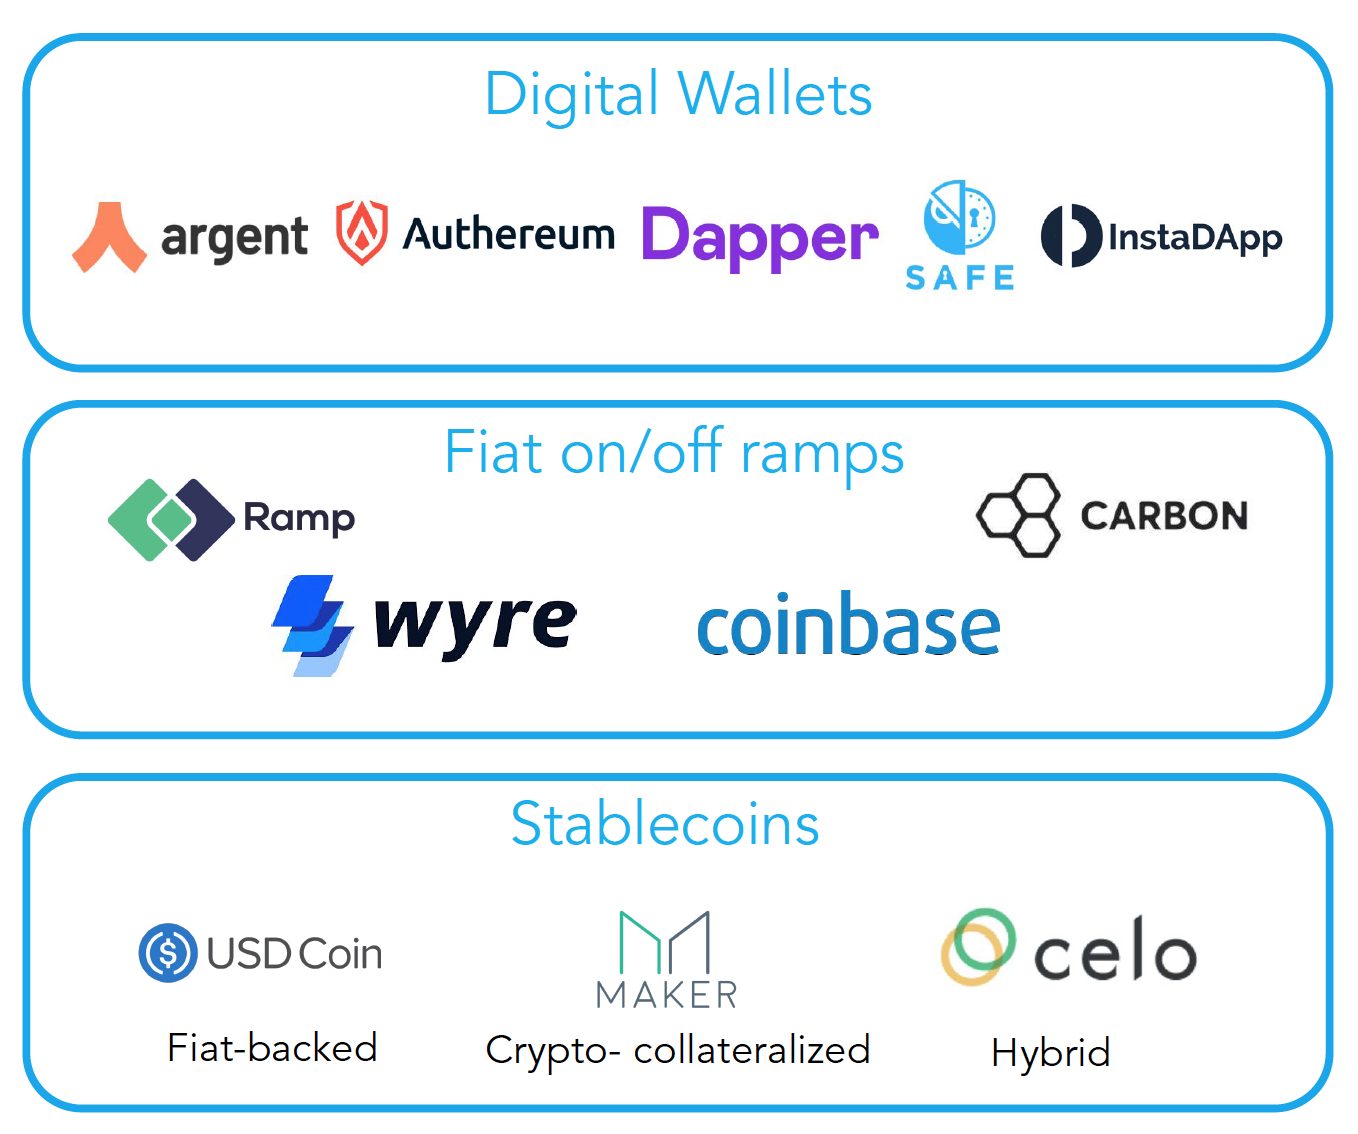 Digital Wallets
argent
Authereum
Dapper
SAFE
InstaDApp
Fiat on/off ramps
Ramp
CARBON
wyre
coinbase
Stablecoins
USD Coin
MAKER
celo
Fiat-backed
Crypto- collateralized
Hybrid